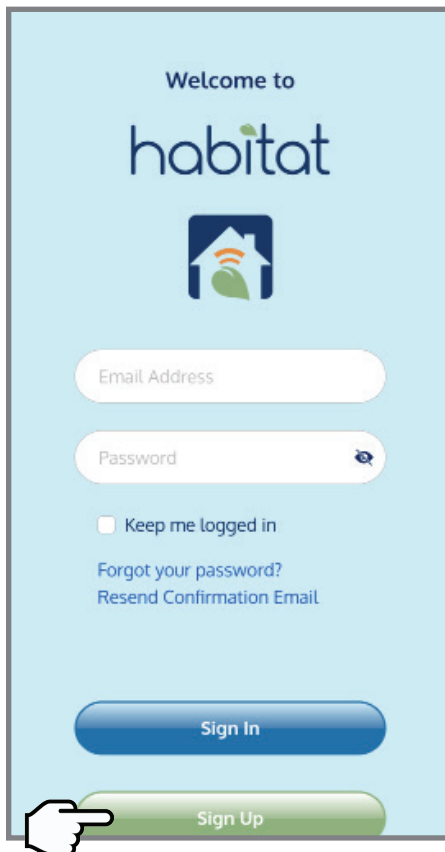 Welcome to
habitat
Email Address
Password
Keep me logged in
Forgot your password?
Resend Confirmation Email
Sign In
Sign Up